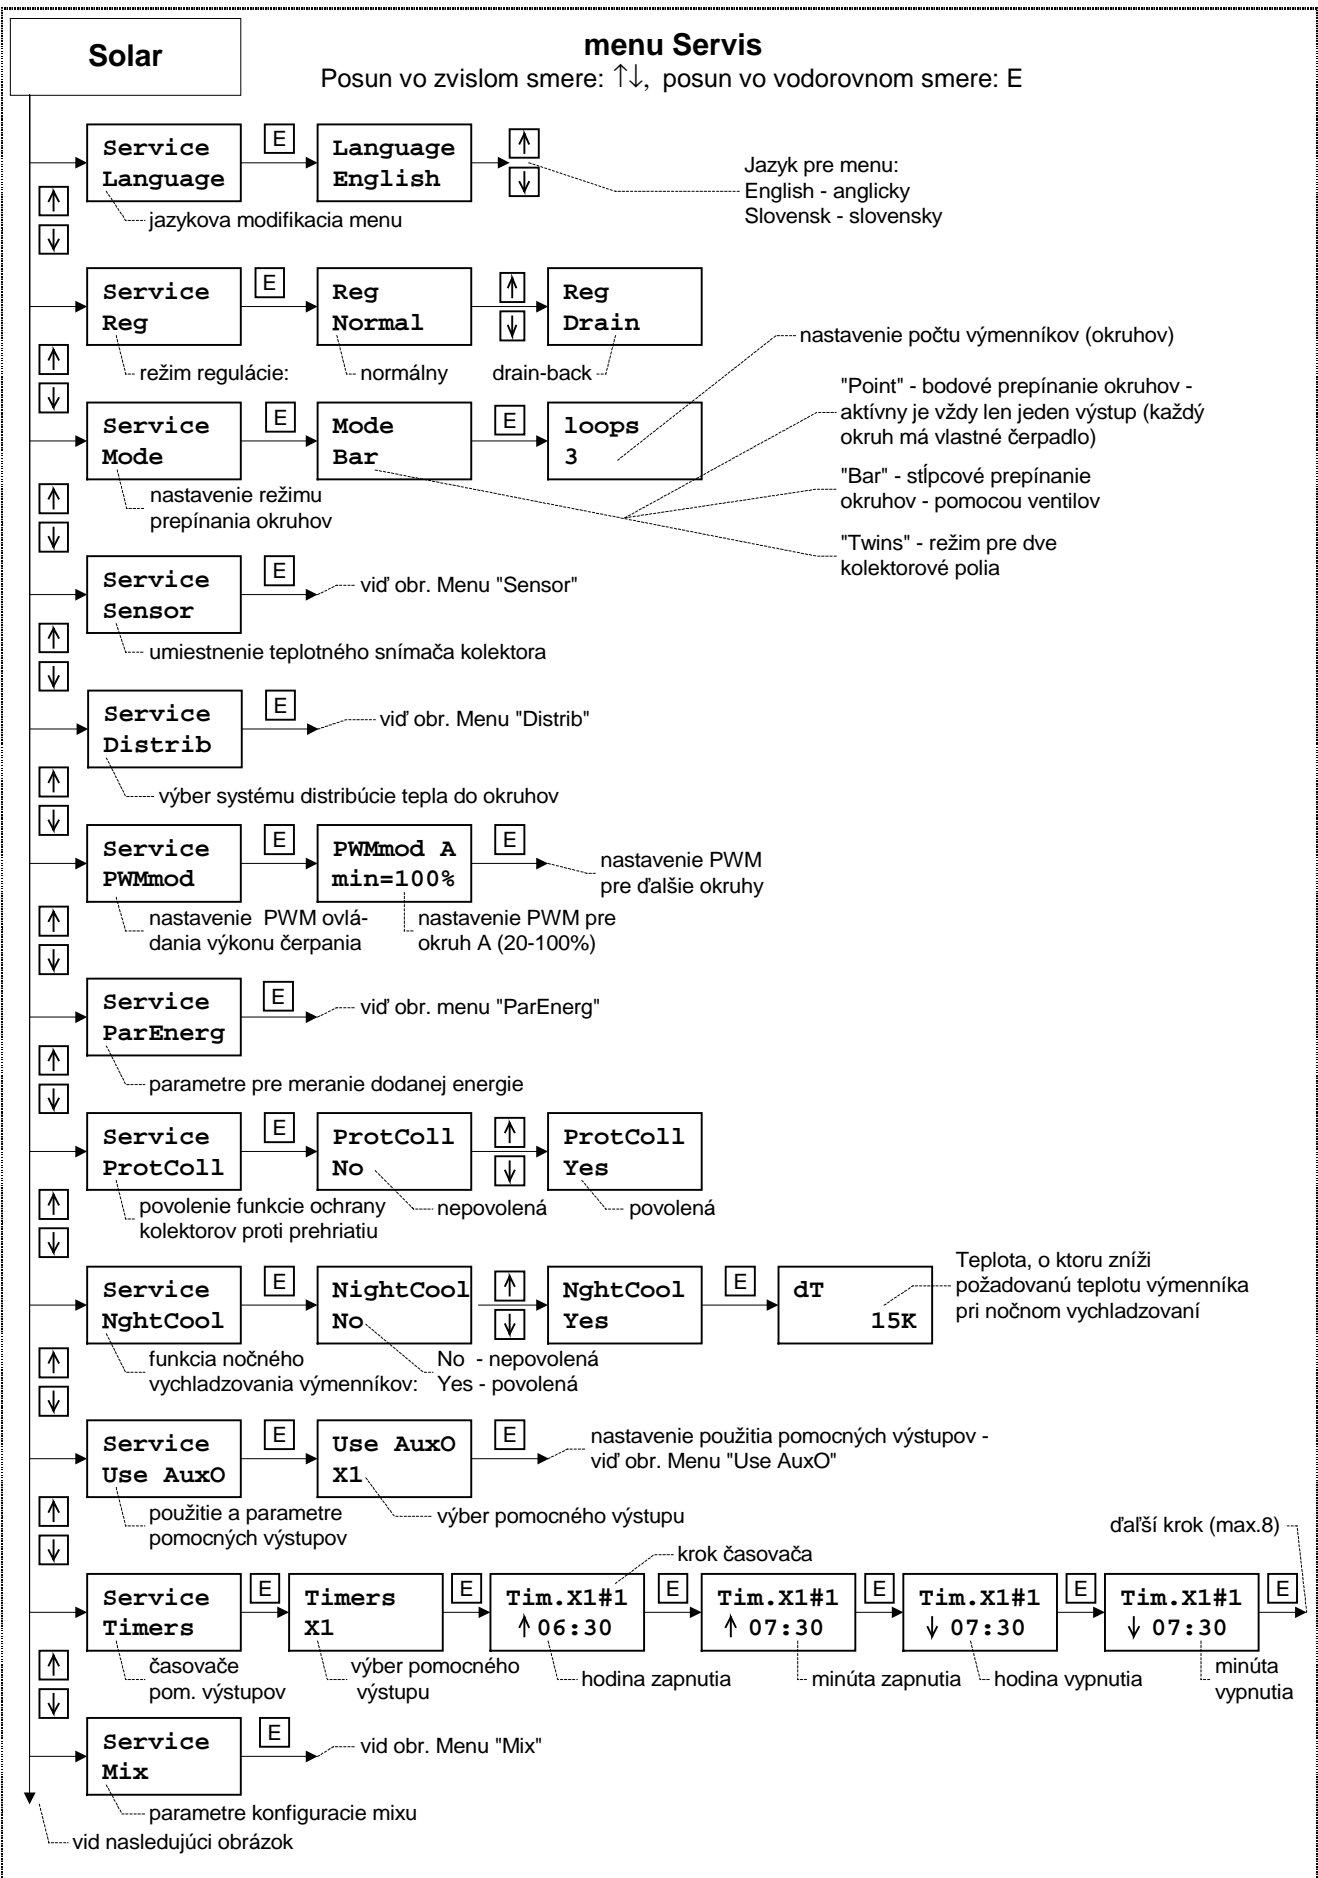 Solar
menu Servis
Posun vo zvislom smere: ↑↓, posun vo vodorovnom smere: E
Service
Language
E
Language
English
↑
↓
Jazyk pre menu:
English - anglicky
Slovensk - slovensky
jazykova modifikacia menu
↑
↓
Service
Reg
E
Reg
Normal
↑
↓
Reg
Drain
režim regulácie:
normálny
drain-back
nastavenie počtu výmenníkov (okruhov)
↑
↓
Service
Mode
E
Mode
Bar
E
loops
3
"Point" - bodové prepínanie okruhov -
aktívny je vždy len jeden výstup (každý
okruh má vlastné čerpadlo)
"Bar" - stĺpcové prepínanie
okruhov - pomocou ventilov
"Twins" - režim pre dve
kolektorové polia
nastavenie režimu
prepínania okruhov
↑
↓
Service
Sensor
E
viď obr. Menu "Sensor"
umiestnenie teplotného snímača kolektora
↑
↓
Service
Distrib
E
viď obr. Menu "Distrib"
výber systému distribúcie tepla do okruhov
↑
↓
Service
PWMmod
E
PWMmod A
min=100%
E
nastavenie PWM
pre ďalšie okruhy
nastavenie PWM ovlá-
dania výkonu čerpania
nastavenie PWM pre
okruh A (20-100%)
↑
↓
Service
ParEnerg
E
viď obr. menu "ParEnerg"
parametre pre meranie dodanej energie
↑
↓
Service
ProtColl
E
ProtColl
No
↑
↓
ProtColl
Yes
povolenie funkcie ochrany
kolektorov proti prehriatiu
nepovolená
povolená
↑
↓
Service
NghtCool
E
NightCool
No
↑
↓
NghtCool
Yes
E
dT
15K
Teplota, o ktoru zníži
požadovanú teplotu výmenníka
pri nočnom vychladzovaní
funkcia nočného
vychladzovania výmenníkov:
No - nepovolená
Yes - povolená
↑
↓
Service
Use AuxO
E
Use AuxO
X1
E
nastavenie použitia pomocných výstupov -
viď obr. Menu "Use AuxO"
použitie a parametre
pomocných výstupov
výber pomocného výstupu
↑
↓
krok časovača
ďaľší krok (max.8)
Service
Timers
E
Timers
X1
E
Tim.X1#1
↑06:30
E
Tim.X1#1
↑ 07:30
E
Tim.X1#1
↓ 07:30
E
Tim.X1#1
↓ 07:30
E
časovače
pom. výstupov
výber pomocného
výstupu
hodina zapnutia
minúta zapnutia
hodina vypnutia
minúta
vypnutia
↑
↓
Service
Mix
E
vid obr. Menu "Mix"
parametre konfiguracie mixu
vid nasledujúci obrázok